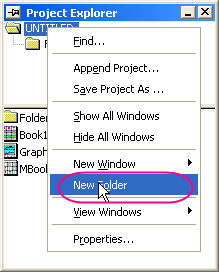 Project Explorer
UNTITLED
F
Find...
Append Project...
Save Project As ...
Show All Windows
Hide All Windows
New Window
New Folder
View Windows
Properties...
Folder
Book1
Graph
MBook